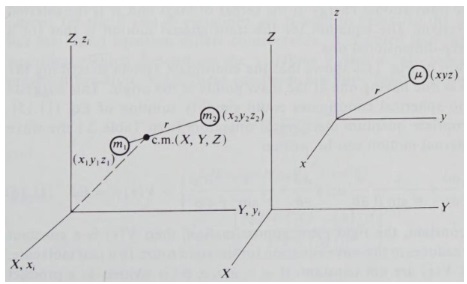 Z, z_i
m_1
r
m_2
(x_2y_2z_2)
c.m.(X, Y, Z)
(x_1y_1z_1)
Y, y_i
X, x_i
Z
Y
X
z
r
μ
(xyz)
y
x